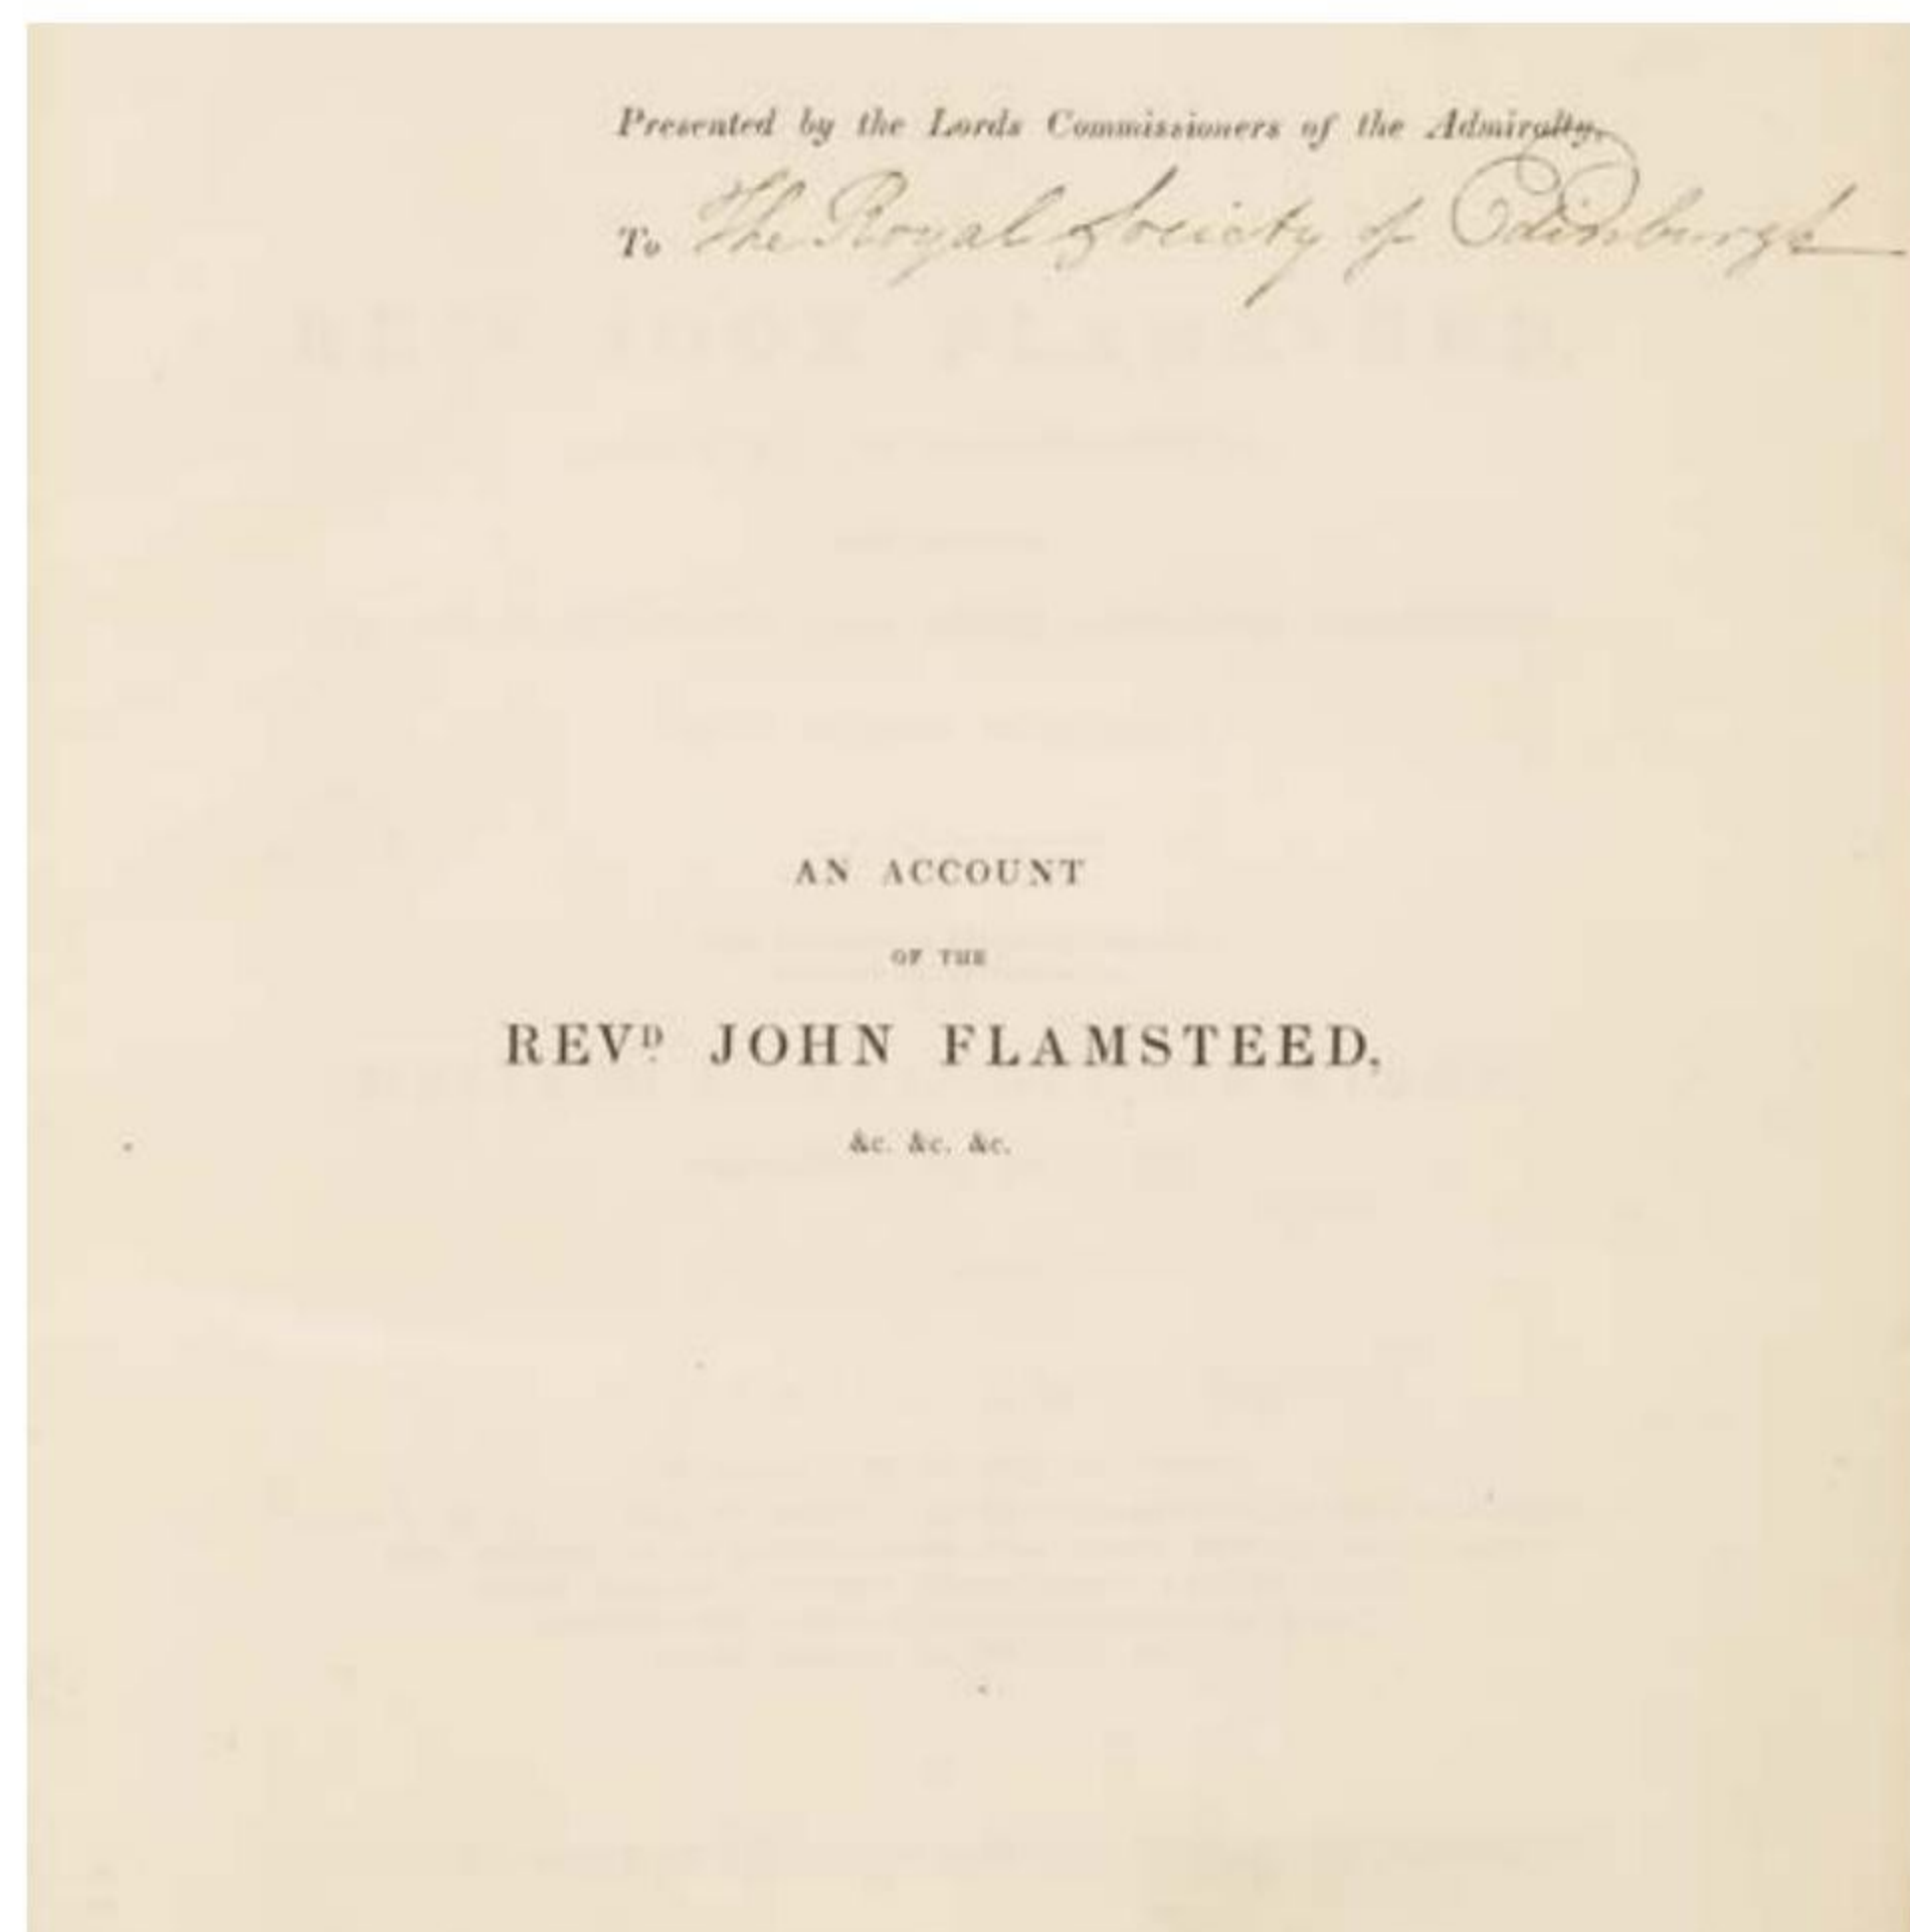 Presented by the Lords Commissioners of the Admiralty,
To The Royal Society of Edinburgh
AN ACCOUNT
OF THE
REVD. JOHN FLAMSTEED,
&c. &c. &c.